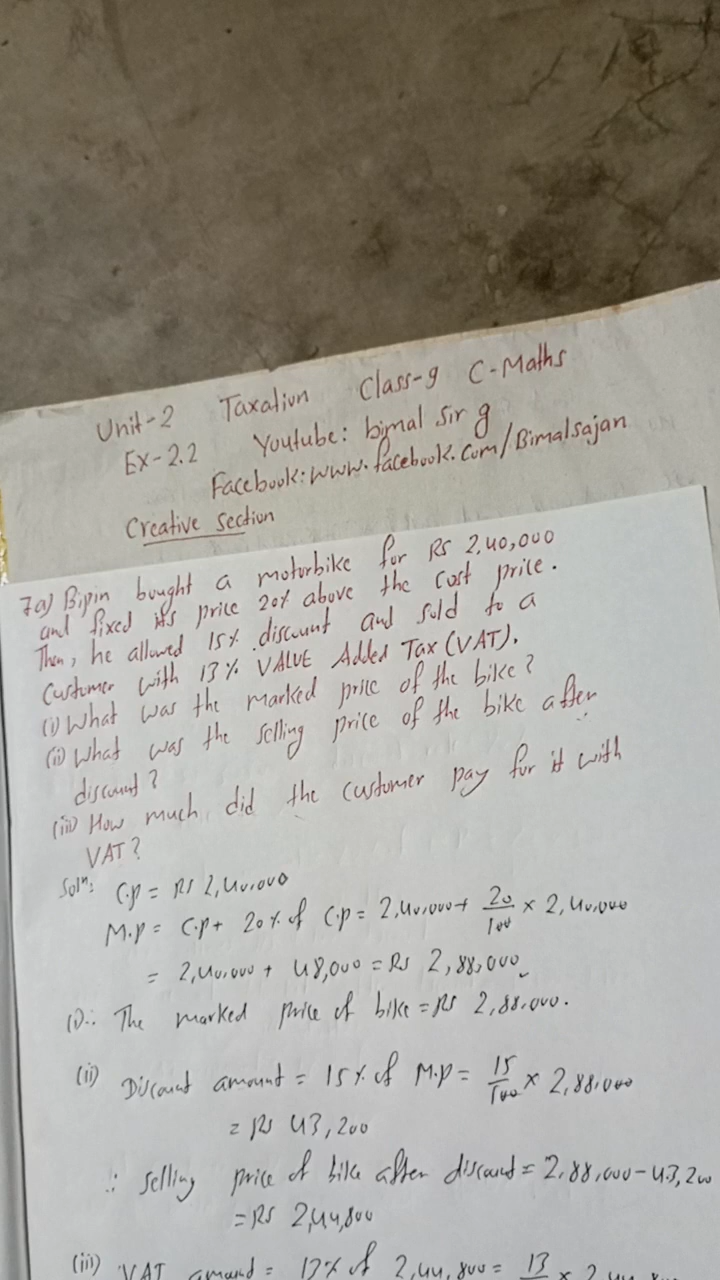 Unit-2 Taxation Class-9 C-Maths
Ex-2.2 Youtube: bimal sir g
Facebook: www.facebook.com/Bimalsajan
Creative section
7a) Bipin bought a motorbike for RS 2,40,000
and fixed its price 20% above the cost price.
Then, he allowed 15% discount and sold to a
Customer with 13% VALUE Added Tax (VAT).
(i) What was the marked price of the bike?
(ii) What was the selling price of the bike after
discount?
(iii) How much did the customer pay for it with
VAT?
Solⁿ: C.P = RS 2,40,000
M.P = C.P + 20% of C.P = 2,40,000 + 20/100 × 2,40,000
= 2,40,000 + 48,000 = Rs 2,88,000
(i) ∴ The marked price of bike = RS 2,88,000.
(ii) Discount amount = 15% of M.P = 15/100 × 2,88,000
= RS 43,200
∴ Selling price of bike after discount = 2,88,000 - 43,200
= RS 2,44,800
(iii) VAT amount = 13% of 2,44,800 = 13 × 2